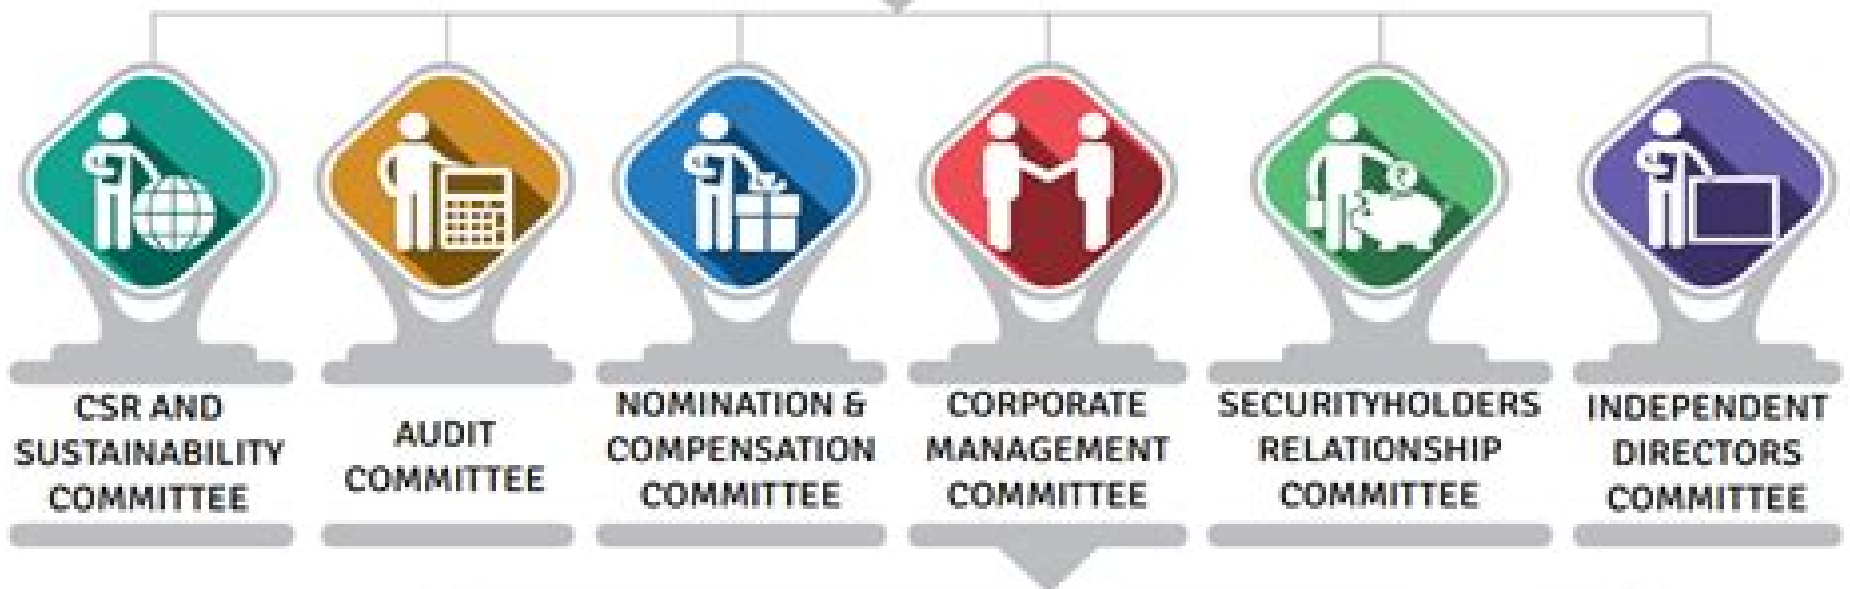 CSR AND
SUSTAINABILITY
COMMITTEE
AUDIT
COMMITTEE
NOMINATION &
COMPENSATION
COMMITTEE
CORPORATE
MANAGEMENT
COMMITTEE
SECURITYHOLDERS
RELATIONSHIP
COMMITTEE
INDEPENDENT
DIRECTORS
COMMITTEE